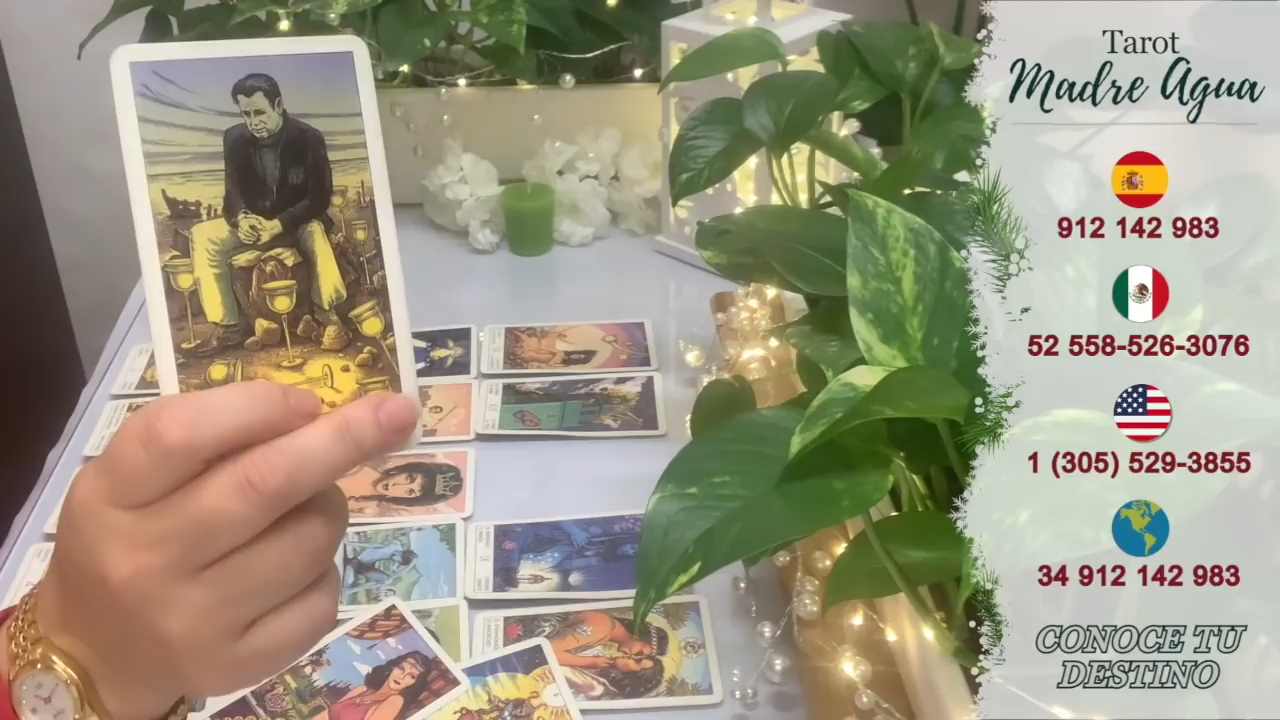 Tarot
Madre Agua
912 142 983
52 558-526-3076
1 (305) 529-3855
34 912 142 983
CONOCE TU
DESTINO